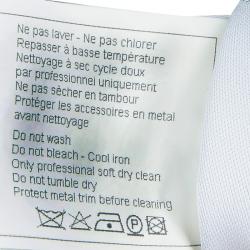 Ne pas laver - Ne pas chlorer
Repasser à basse température
Nettoyage à sec cycle doux
par professionnel uniquement
Ne pas sêcher en tambour
Protéger les accessoires en metal
avant nettoyage
Do not wash
Do not bleach - Cool iron
Only professional soft dry clean
Do not tumble dry
Protect metal trim before cleaning